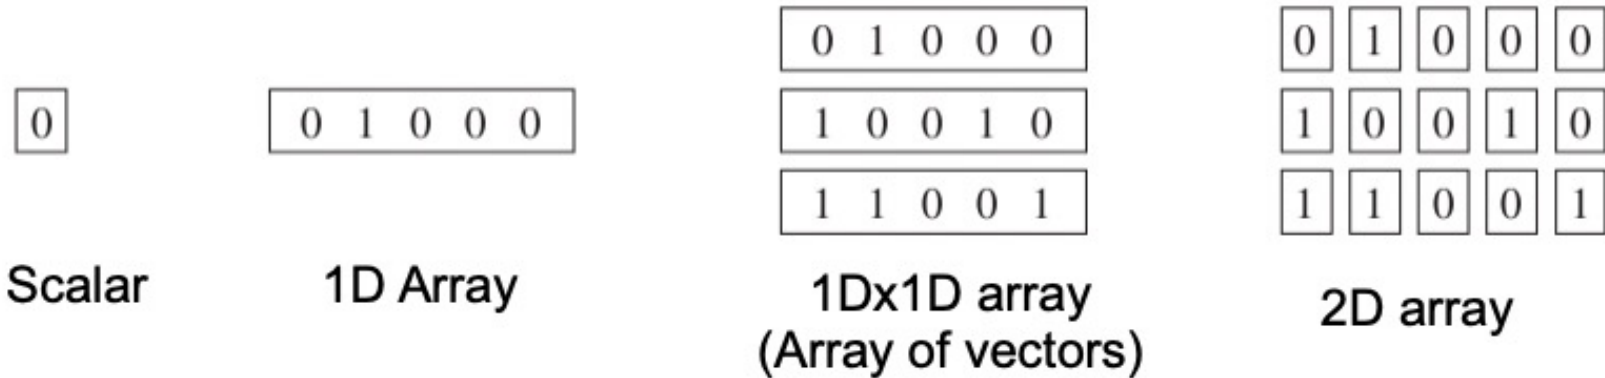 0
Scalar
0 1 0 0 0
1D Array
0 1 0 0 0
1 0 0 1 0
1 1 0 0 1
1Dx1D array
(Array of vectors)
0 1 0 0 0
1 0 0 1 0
1 1 0 0 1
2D array